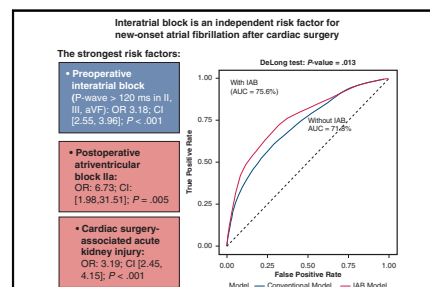 Interatrial block is an independent risk factor for
new-onset atrial fibrillation after cardiac surgery
The strongest risk factors:
• Preoperative
interatrial block
(P-wave > 120 ms in II,
III, aVF): OR 3.18; CI
[2.55, 3.96]; P < .001
• Postoperative
atriventricular
block IIa:
OR: 6.73; CI:
[1.98,31.51]; P = .005
• Cardiac surgery-
associated acute
kidney injury:
OR: 3.19; CI [2.45,
4.15]; P < .001
DeLong test: P-value = .013
With IAB
(AUC = 75.6%)
Without IAB
AUC = 71.8%
True Positive Rate
1.00
0.75
0.50
0.25
0.00
0.00 0.25 0.50 0.75 1.00
False Positive Rate
Model Conventional Model IAB Model